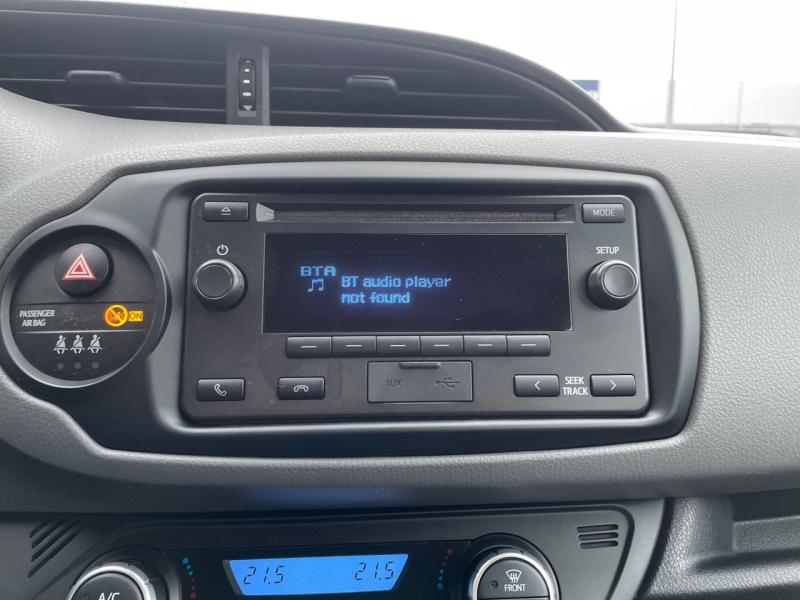 MODE
SETUP
BTA
BT audio player
not found
PASSENGER
AIR BAG
ON
AUX
SEEK
TRACK
21.5
21.5
A/C
FRONT